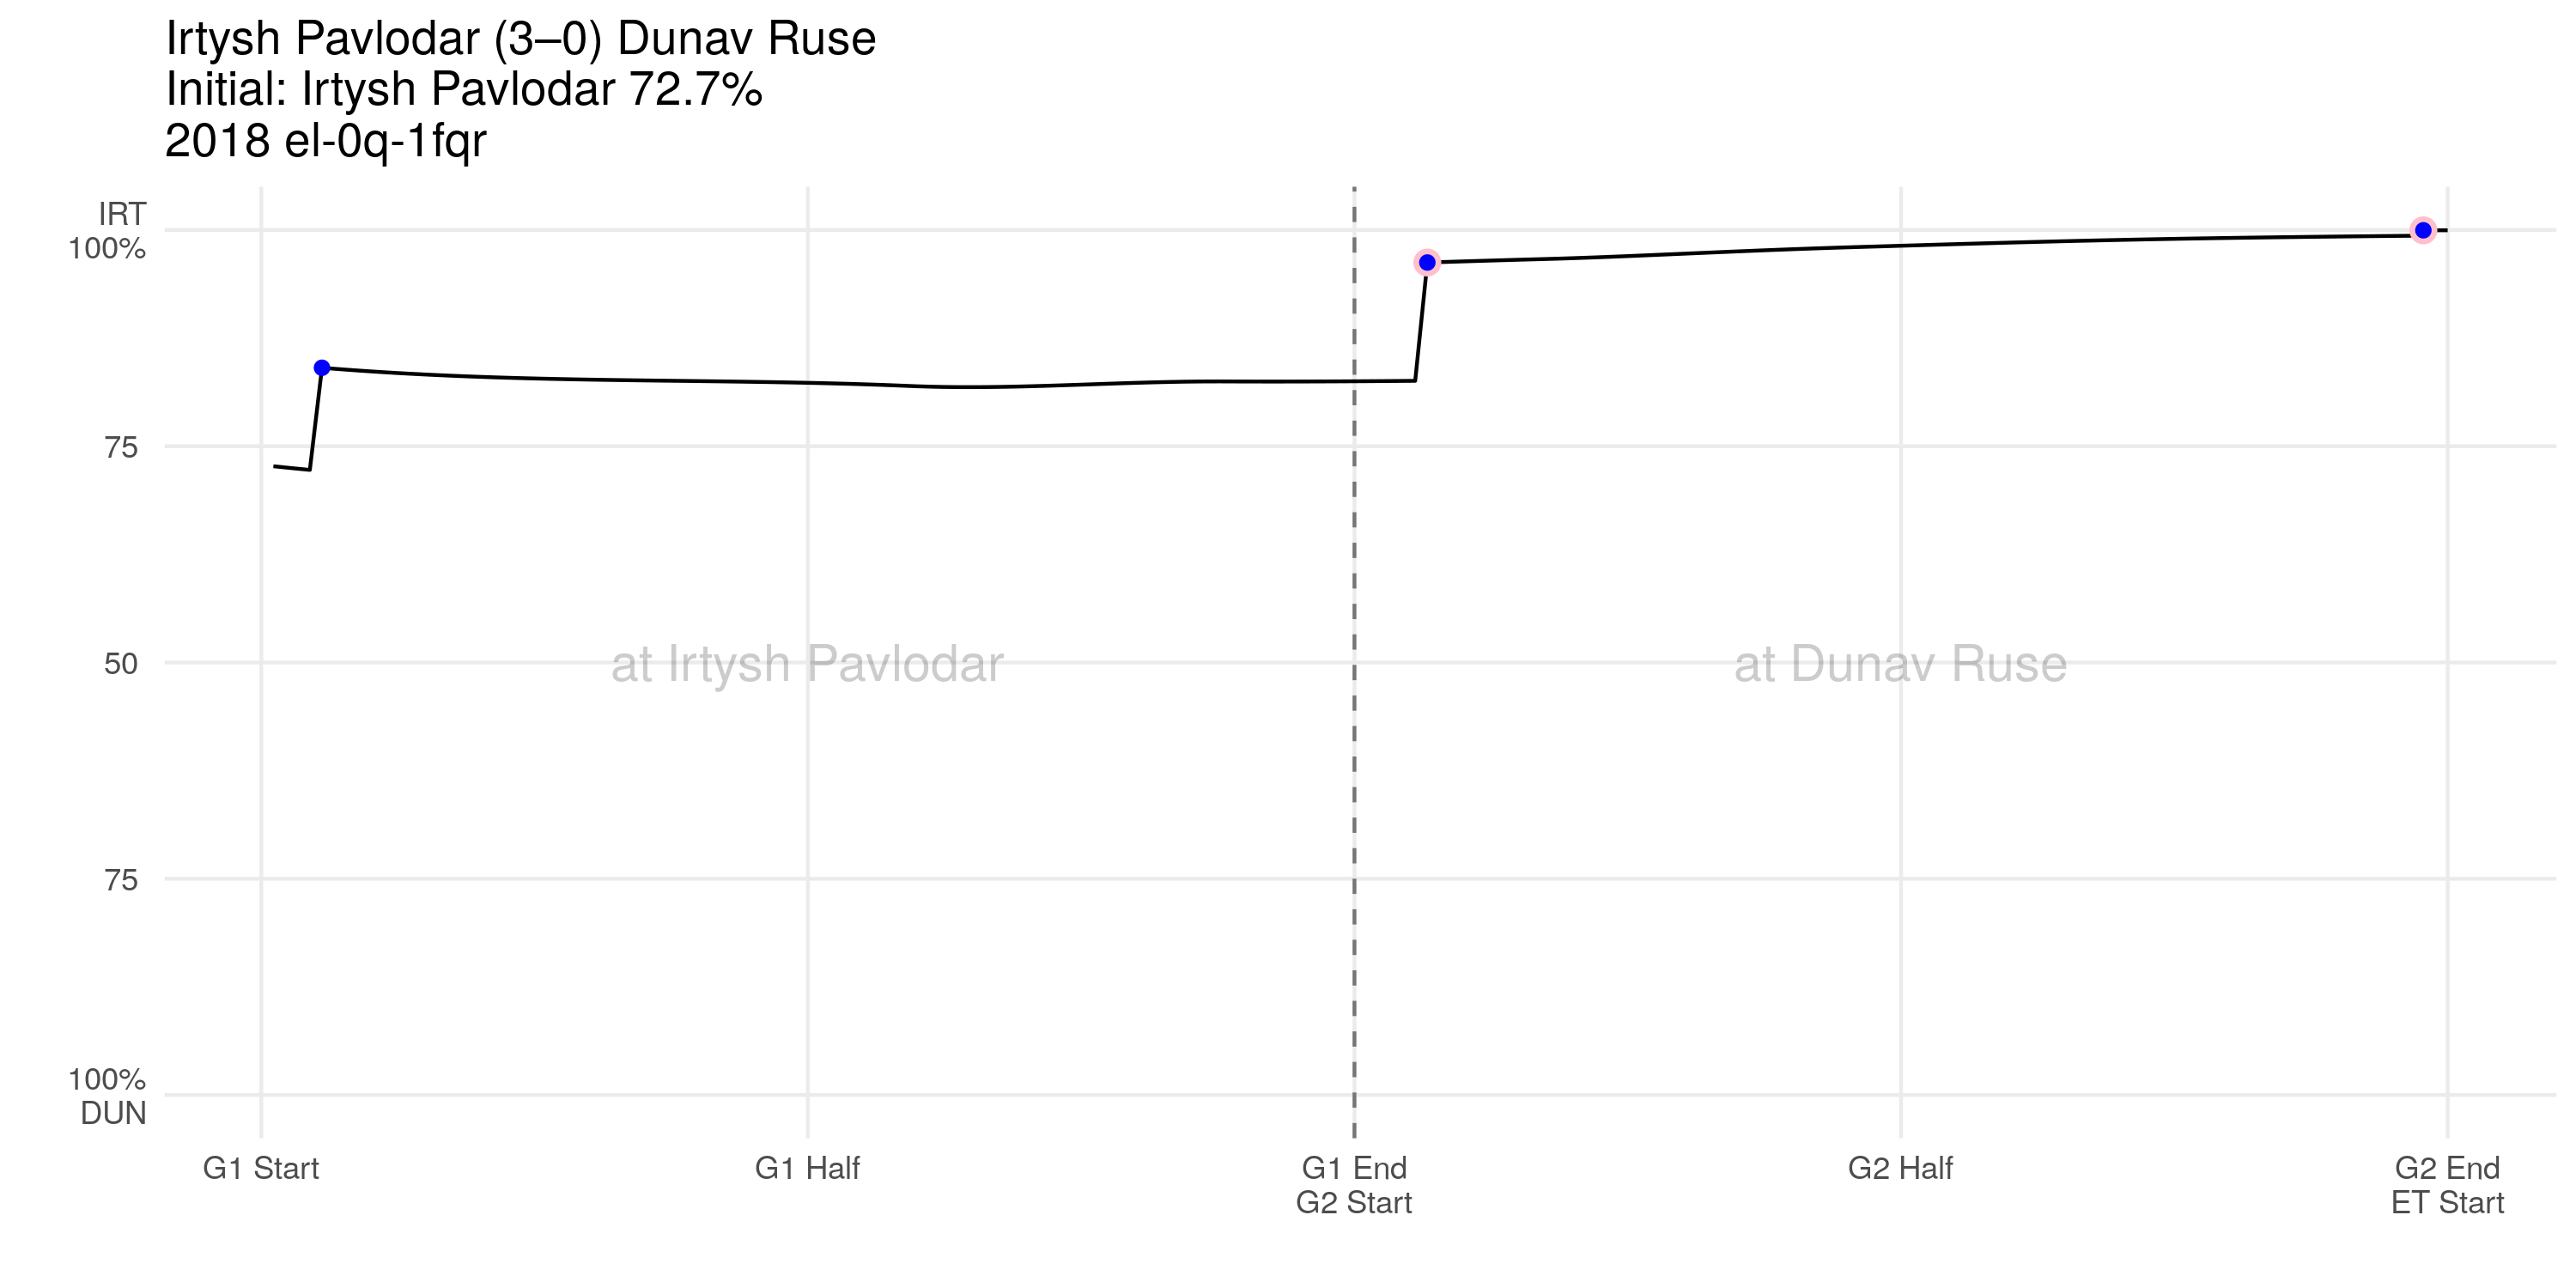 Irtysh Pavlodar (3–0) Dunav Ruse
Initial: Irtysh Pavlodar 72.7%
2018 el-0q-1fqr
IRT
100%
75
50
75
100%
DUN
at Irtysh Pavlodar
at Dunav Ruse
G1 Start
G1 Half
G1 End
G2 Start
G2 Half
G2 End
ET Start